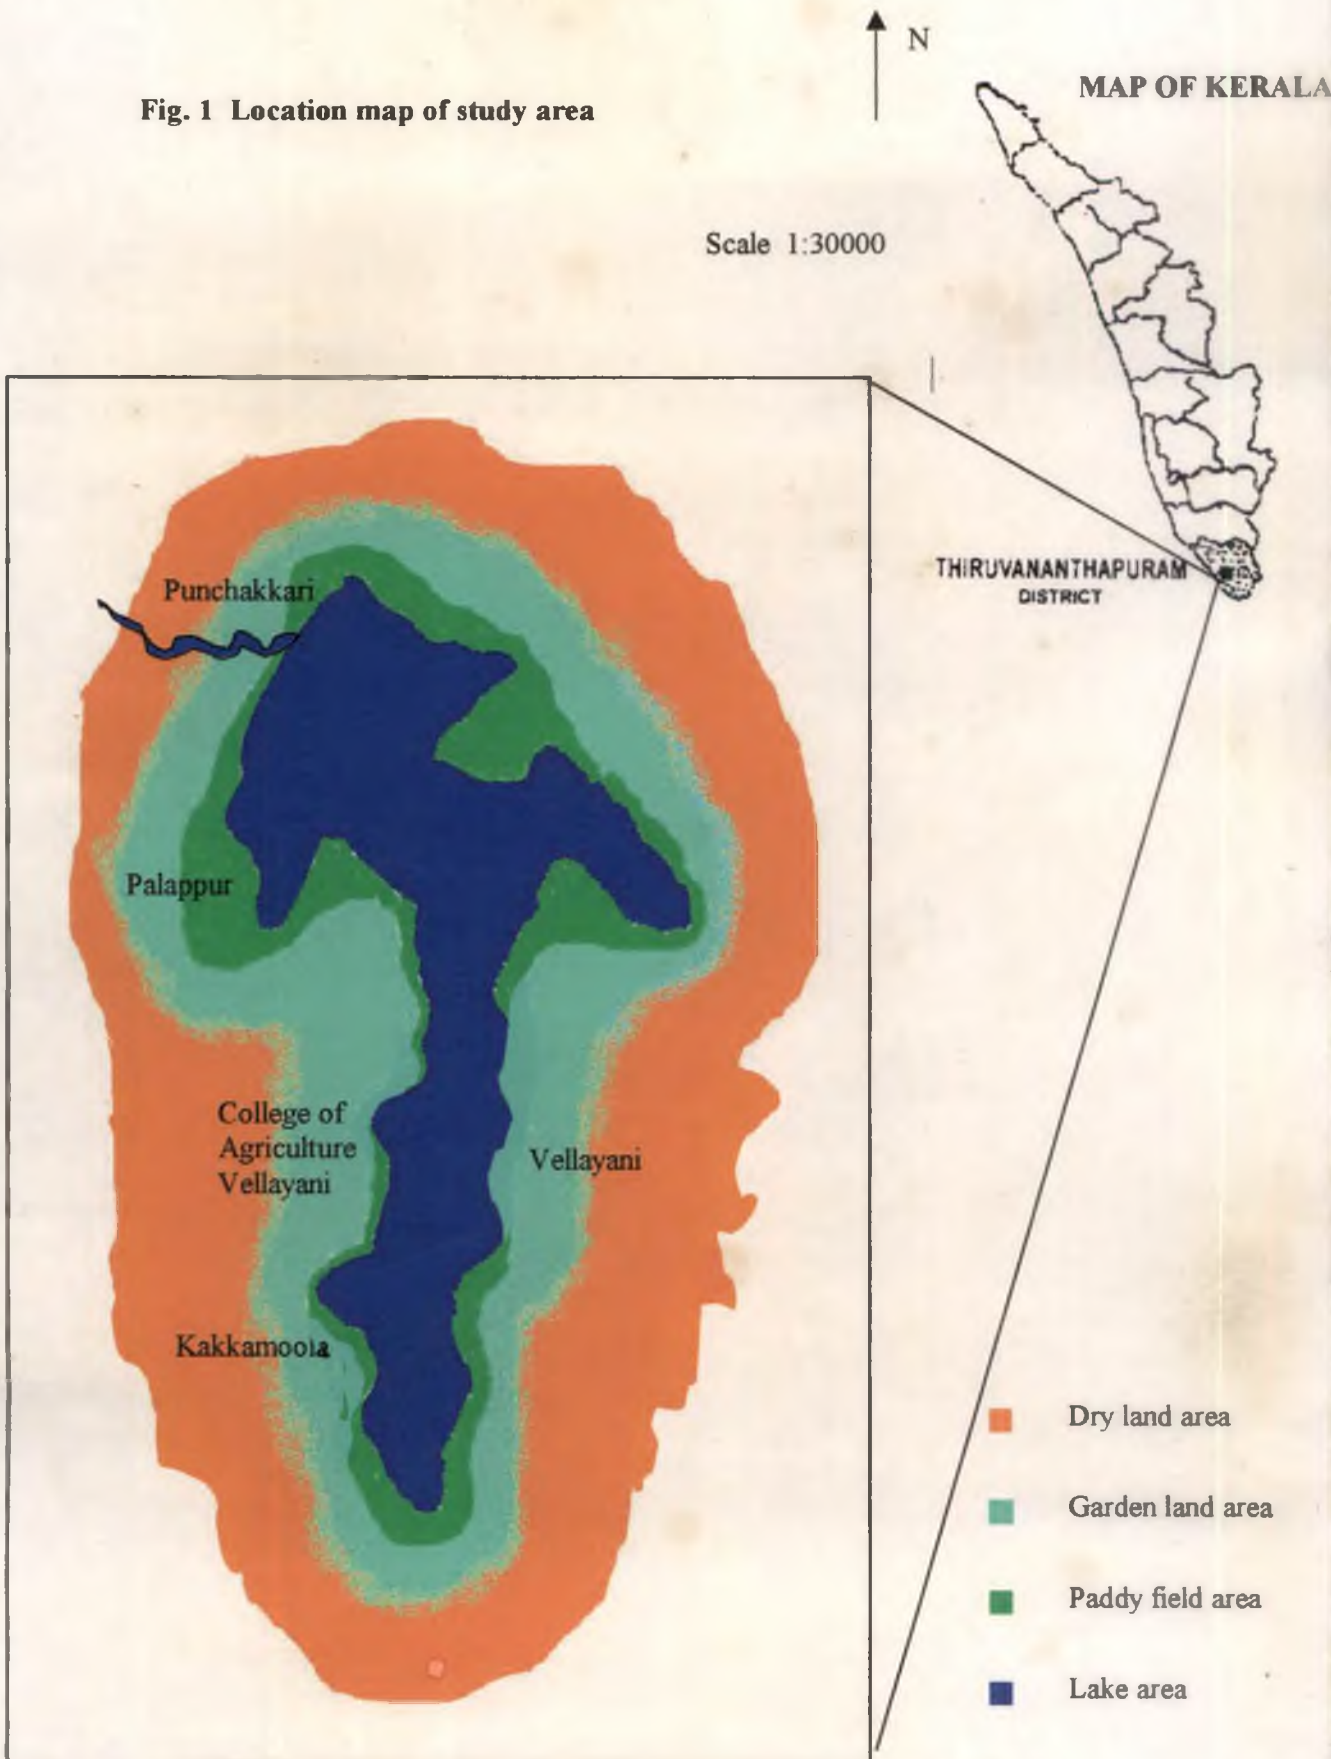 N
MAP OF KERALA
Fig. 1 Location map of study area
Scale 1:30000
THIRUVANANTHAPURAM
DISTRICT
Punchakkari
Palappur
College of
Agriculture
Vellayani
Vellayani
Kakkamoola
Dry land area
Garden land area
Paddy field area
Lake area